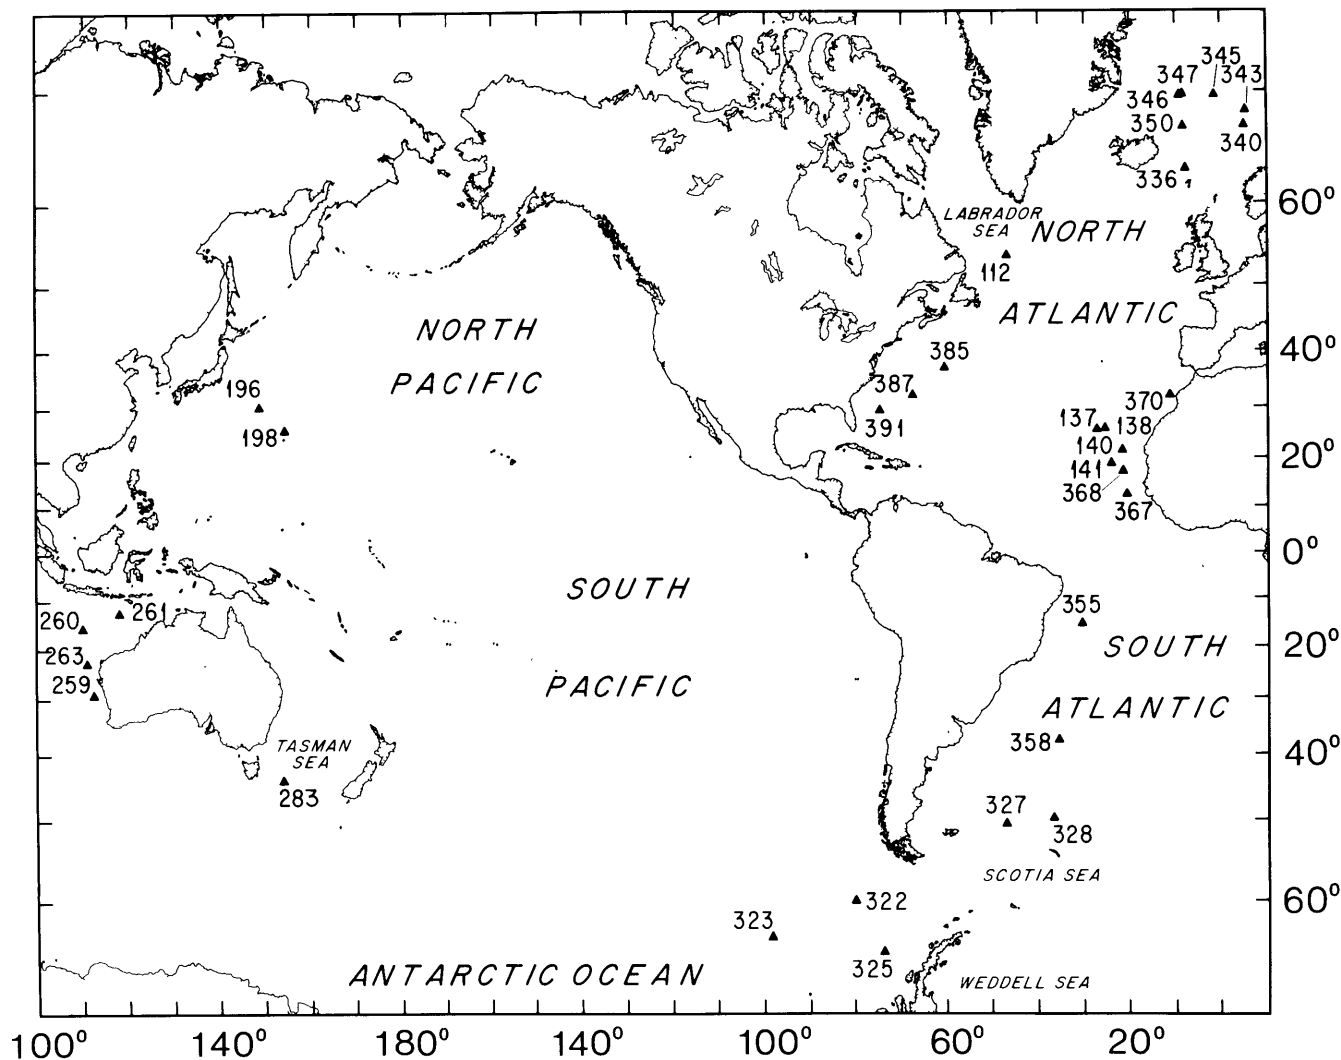 345
347 343
346
350
340
336
60°
LABRADOR
SEA
NORTH
112
ATLANTIC
NORTH
385
40°
PACIFIC
387
196
370
391
137
138
198
140
20°
141
368
367
0°
SOUTH
355
260
261
SOUTH
20°
263
259
PACIFIC
ATLANTIC
358
TASMAN
SEA
40°
283
327
328
SCOTIA SEA
322
60°
323
325
ANTARCTIC OCEAN
WEDDELL SEA
100° 140° 180° 140° 100° 60° 20°